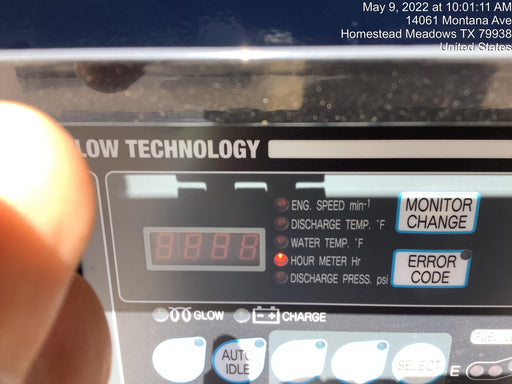 May 9, 2022 at 10:01:11 AM
14061 Montana Ave
Homestead Meadows TX 79938
United States
LOW TECHNOLOGY
ENG. SPEED min-1
DISCHARGE TEMP. °F
WATER TEMP. °F
HOUR METER Hr
DISCHARGE PRESS. psi
MONITOR
CHANGE
ERROR
CODE
GLOW
CHARGE
AUTO
IDLE
SELECT
FUEL
E